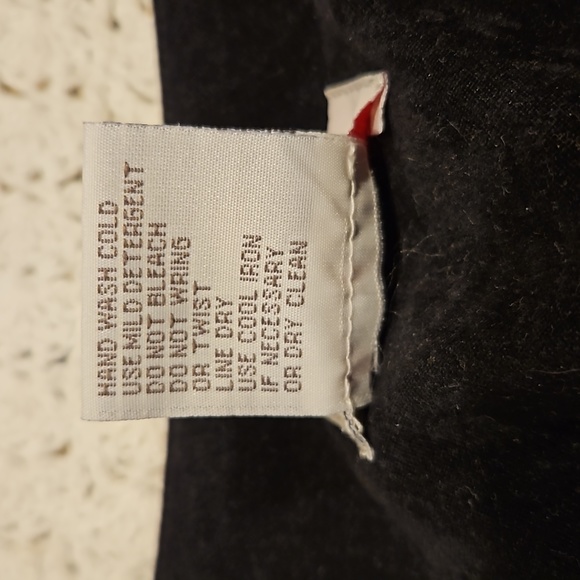 HAND WASH COLD
USE MILD DETERGENT
DO NOT BLEACH
DO NOT WRING
OR TWIST
LINE DRY
USE COOL IRON
IF NECESSARY
OR DRY CLEAN